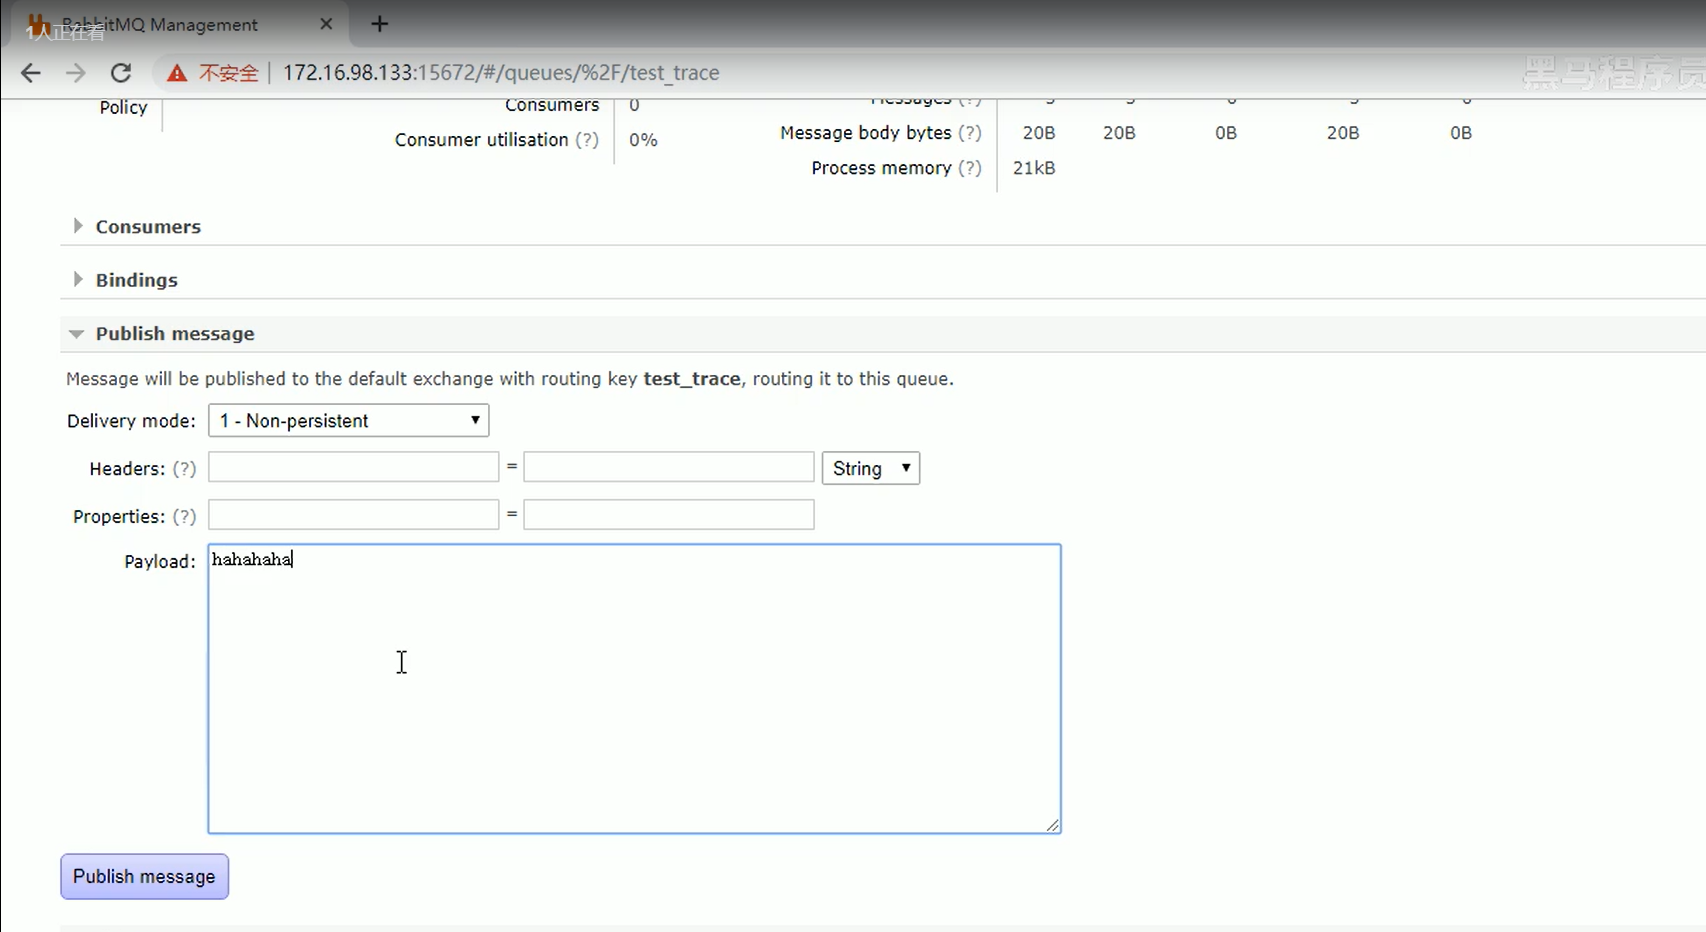 RabbitMQ Management
1人正在看
不安全 172.16.98.133:15672/#/queues/%2F/test_trace
黑马程序员
Policy
Consumers 0
Messages (?)
Consumer utilisation (?) 0%
Message body bytes (?) 20B 20B 0B 20B 0B
Process memory (?) 21kB
Consumers
Bindings
Publish message
Message will be published to the default exchange with routing key test_trace, routing it to this queue.
Delivery mode: 1 - Non-persistent
Headers: (?) = String
Properties: (?) =
Payload: hahahaha
Publish message